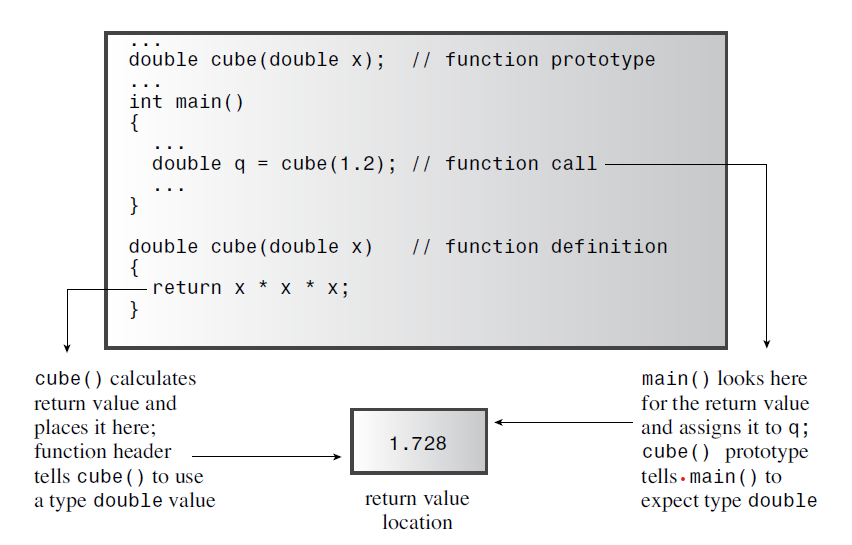 ...
double cube(double x);  // function prototype
...
int main()
{
...
double q = cube(1.2); // function call
...
}
double cube(double x)   // function definition
{
return x * x * x;
}
cube() calculates
return value and
places it here;
function header
tells cube() to use
a type double value
1.728
return value
location
main() looks here
for the return value
and assigns it to q;
cube() prototype
tells main() to
expect type double